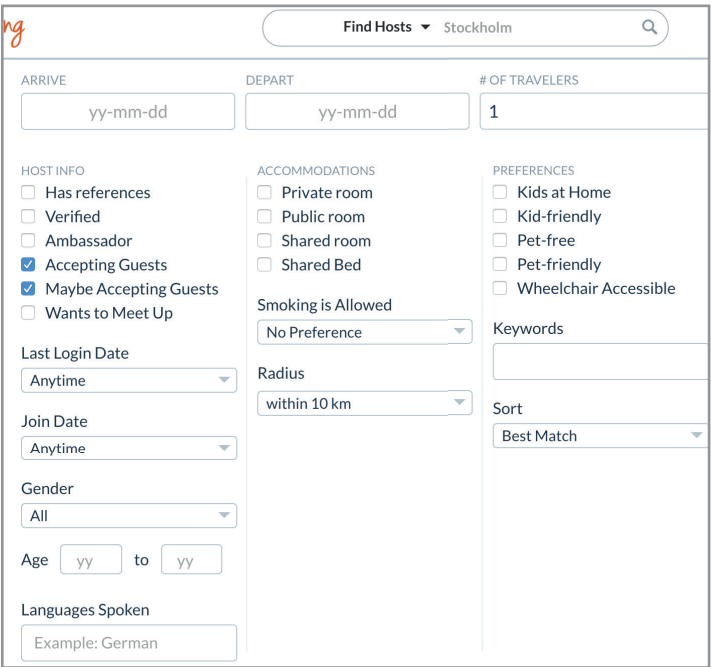 ng
Find Hosts Stockholm
ARRIVE DEPART # OF TRAVELERS
yy-mm-dd yy-mm-dd 1
HOST INFO
Has references
Verified
Ambassador
Accepting Guests
Maybe Accepting Guests
Wants to Meet Up
Last Login Date
Anytime
Join Date
Anytime
Gender
All
Age yy to yy
Languages Spoken
Example: German
ACCOMMODATIONS
Private room
Public room
Shared room
Shared Bed
Smoking is Allowed
No Preference
Radius
within 10 km
PREFERENCES
Kids at Home
Kid-friendly
Pet-free
Pet-friendly
Wheelchair Accessible
Keywords
Sort
Best Match